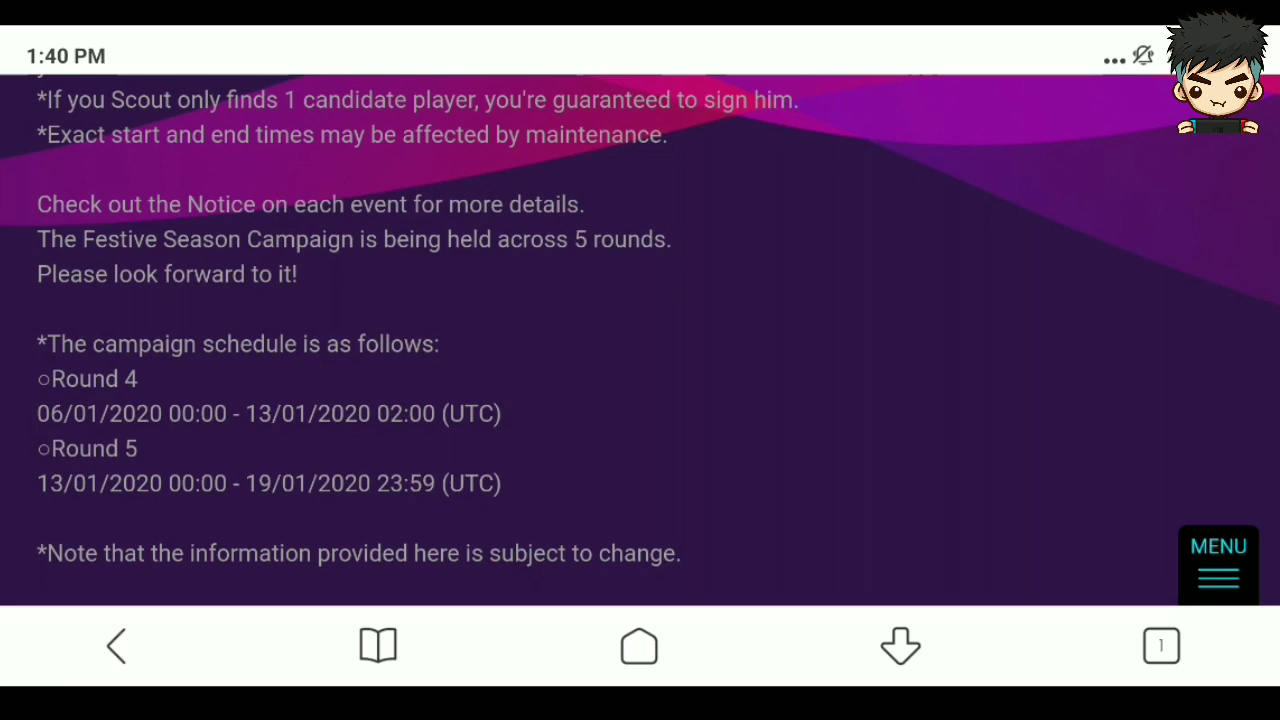 1:40 PM
*If you Scout only finds 1 candidate player, you're guaranteed to sign him.
*Exact start and end times may be affected by maintenance.
Check out the Notice on each event for more details.
The Festive Season Campaign is being held across 5 rounds.
Please look forward to it!
*The campaign schedule is as follows:
○Round 4
06/01/2020 00:00 - 13/01/2020 02:00 (UTC)
○Round 5
13/01/2020 00:00 - 19/01/2020 23:59 (UTC)
*Note that the information provided here is subject to change.
MENU
1